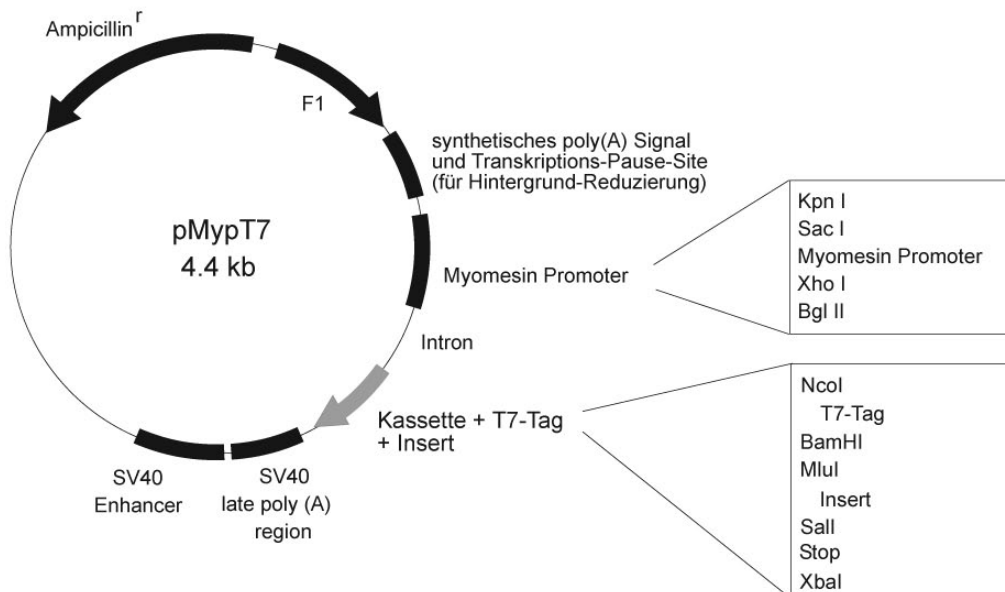 Ampicillin r
F1
synthetisches poly(A) Signal
und Transkriptions-Pause-Site
(für Hintergrund-Reduzierung)
pMypT7
4.4 kb
Myomesin Promoter
Intron
Kassette + T7-Tag
+ Insert
SV40
Enhancer
SV40
late poly (A)
region
Kpn I
Sac I
Myomesin Promoter
Xho I
Bgl II
NcoI
T7-Tag
BamHI
MluI
Insert
SalI
Stop
XbaI